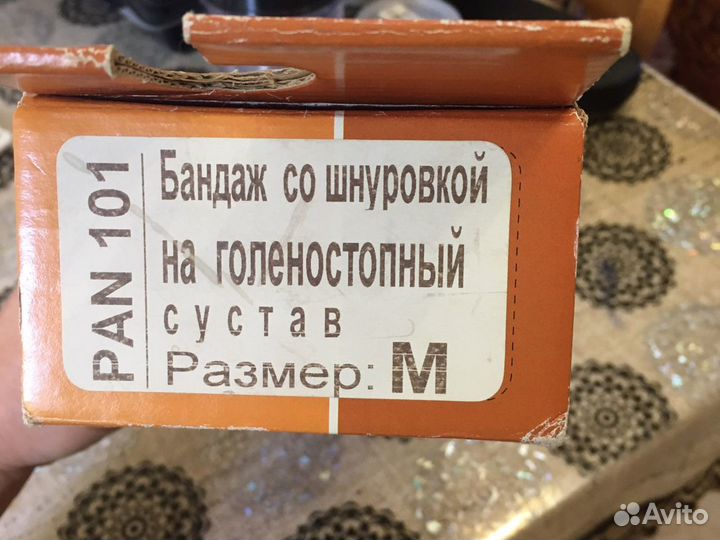 PAN 101
Бандаж со шнуровкой
на голеностопный
сустав
Размер: M
Avito